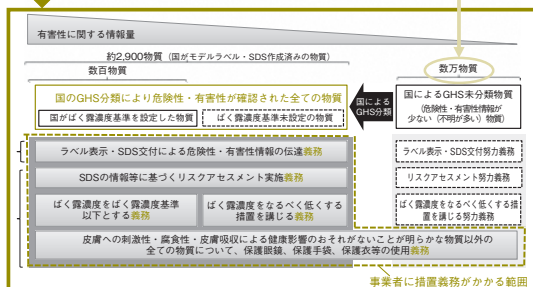 有害性に関する情報量
約2,900物質（国がモデルラベル・SDS作成済みの物質）
数百物質
数万物質
国のGHS分類により危険性・有害性が確認された全ての物質
国がばく露濃度基準を設定した物質
ばく露濃度基準未設定の物質
国による
GHS分類
国によるGHS未分類物質
（危険性・有害性情報が
少ない（不明が多い）物質）
ラベル表示・SDS交付による危険性・有害性情報の伝達義務
ラベル表示・SDS交付努力義務
SDSの情報等に基づくリスクアセスメント実施義務
リスクアセスメント努力義務
ばく露濃度をばく露濃度基準
以下とする義務
ばく露濃度をなるべく低くする
措置を講じる義務
ばく露濃度をなるべく低くする措
置を講じる努力義務
皮膚への刺激性・腐食性・皮膚吸収による健康影響のおそれがないことが明らかな物質以外の
全ての物質について、保護眼鏡、保護手袋、保護衣等の使用義務
事業者に措置義務がかかる範囲